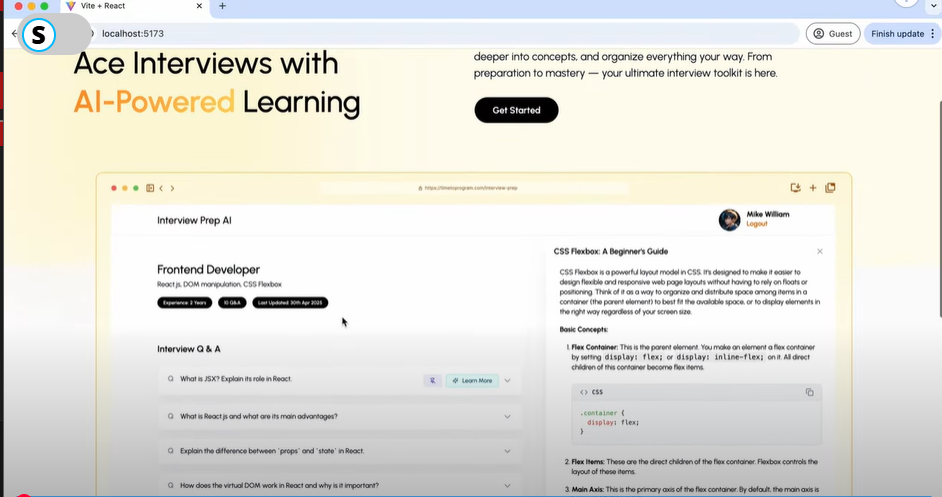 Vite + React
S
localhost:5173
Guest
Finish update
Ace Interviews with
AI-Powered Learning
deeper into concepts, and organize everything your way. From
preparation to mastery — your ultimate interview toolkit is here.
Get Started
https://timetoprogram.com/interview-prep
Interview Prep AI
Mike William
Logout
Frontend Developer
React.js, DOM manipulation, CSS Flexbox
Experience: 2 Years
10 Q&A
Last Updated: 30th Apr 2025
Interview Q & A
Q What is JSX? Explain its role in React.
Learn More
Q What is React.js and what are its main advantages?
Q Explain the difference between `props` and `state` in React.
Q How does the virtual DOM work in React and why is it important?
CSS Flexbox: A Beginner's Guide
CSS Flexbox is a powerful layout model in CSS. It's designed to make it easier to
design flexible and responsive web page layouts without having to rely on floats or
positioning. Think of it as a way to organize and distribute space among items in a
container (the parent element) to best fit the available space, or to display elements in
the right way regardless of your screen size.
Basic Concepts:
1. Flex Container: This is the parent element. You make an element a flex container
by setting display: flex; or display: inline-flex; on it. All direct
children of this container become flex items.
<> CSS
.container {
display: flex;
}
2. Flex Items: These are the direct children of the flex container. Flexbox controls the
layout of these items.
3. Main Axis: This is the primary axis of the flex container. By default, the main axis is